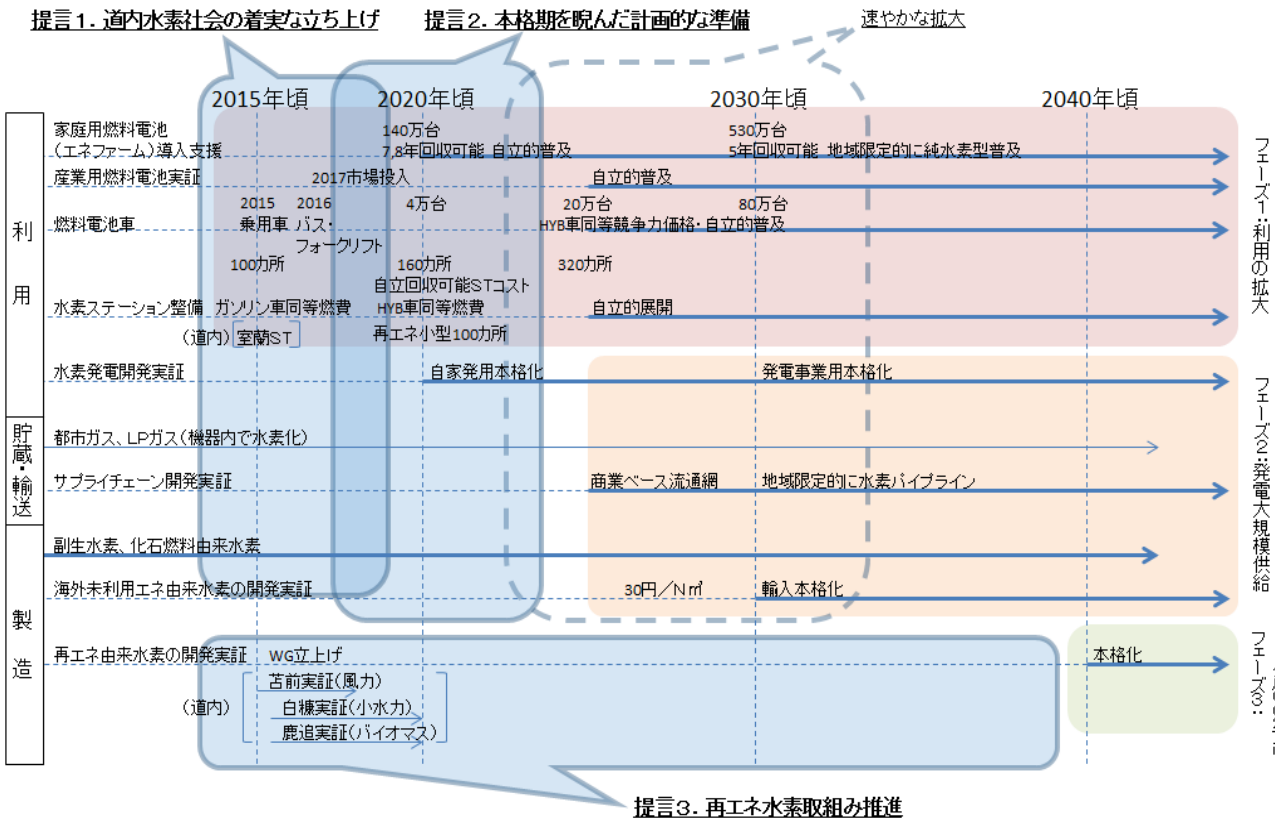 提言1．道内水素社会の着実な立ち上げ
提言2．本格期を睨んだ計画的な準備
速やかな拡大
2015年頃
2020年頃
2030年頃
2040年頃
利用
家庭用燃料電池
（エネファーム）導入支援
140万台
7,8年回収可能 自立的普及
530万台
5年回収可能 地域限定的に純水素型普及
産業用燃料電池実証
2017市場投入
自立的普及
燃料電池車
2015
乗用車
2016
バス・
フォークリフト
4万台
20万台
80万台
HYB車同等競争力価格・自立的普及
100カ所
160カ所
320カ所
自立回収可能STコスト
水素ステーション整備
ガソリン車同等燃費
HYB車同等燃費
自立的展開
（道内）
室蘭ST
再エネ小型100カ所
水素発電開発実証
自家発用本格化
発電事業用本格化
貯蔵・輸送
都市ガス、LPガス（機器内で水素化）
サプライチェーン開発実証
商業ベース流通網
地域限定的に水素パイプライン
製造
副生水素、化石燃料由来水素
海外未利用エネ由来水素の開発実証
30円／N㎥
輸入本格化
再エネ由来水素の開発実証
WG立上げ
本格化
（道内）
苫前実証(風力)
白糠実証(小水力)
鹿追実証(バイオマス)
フェーズ1：利用の拡大
フェーズ2：発電大規模供給
フェーズ3：
提言3．再エネ水素取組み推進